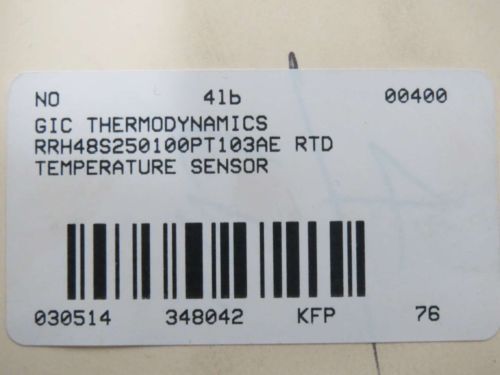 NO 41b 00400
GIC THERMODYNAMICS
RRH48S250100PT103AE RTD
TEMPERATURE SENSOR
030514 348042 KFP 76